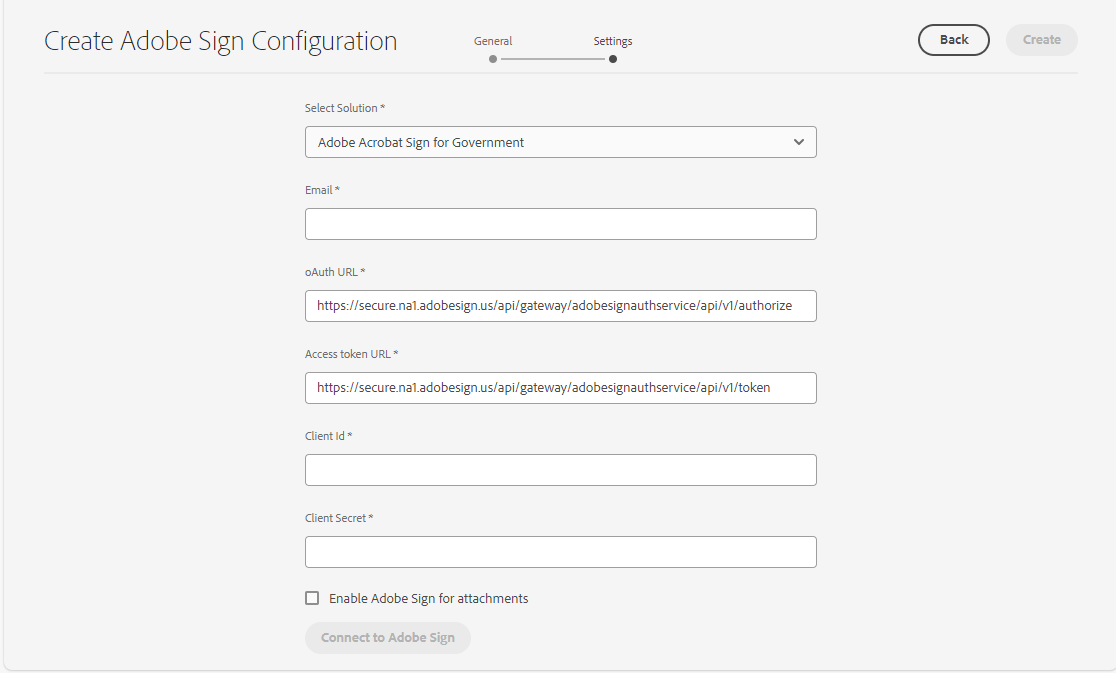 Create Adobe Sign Configuration
General
Settings
Back
Create
Select Solution *
Adobe Acrobat Sign for Government
Email *
oAuth URL *
https://secure.na1.adobesign.us/api/gateway/adobesignauthservice/api/v1/authorize
Access token URL *
https://secure.na1.adobesign.us/api/gateway/adobesignauthservice/api/v1/token
Client Id *
Client Secret *
Enable Adobe Sign for attachments
Connect to Adobe Sign